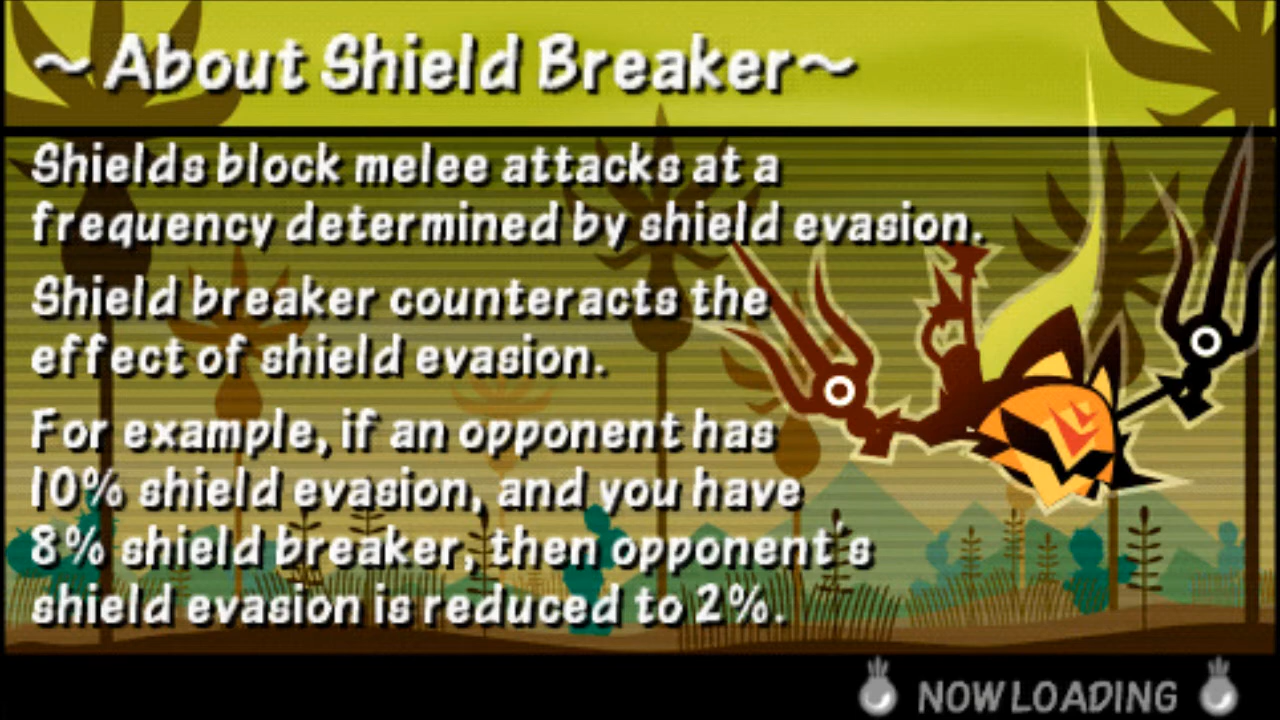 ~ About Shield Breaker~
Shields block melee attacks at a
frequency determined by shield evasion.
Shield breaker counteracts the
effect of shield evasion.
For example, if an opponent has
10% shield evasion, and you have
8% shield breaker, then opponent's
shield evasion is reduced to 2%.
NOW LOADING